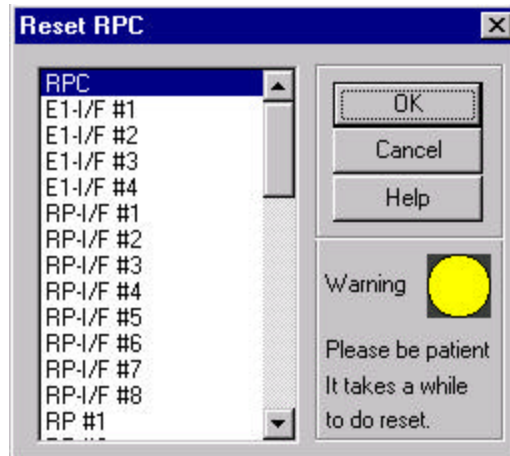 Reset RPC
RPC
E1-I/F #1
E1-I/F #2
E1-I/F #3
E1-I/F #4
RP-I/F #1
RP-I/F #2
RP-I/F #3
RP-I/F #4
RP-I/F #5
RP-I/F #6
RP-I/F #7
RP-I/F #8
RP #1
OK
Cancel
Help
Warning
Please be patient
It takes a while
to do reset.